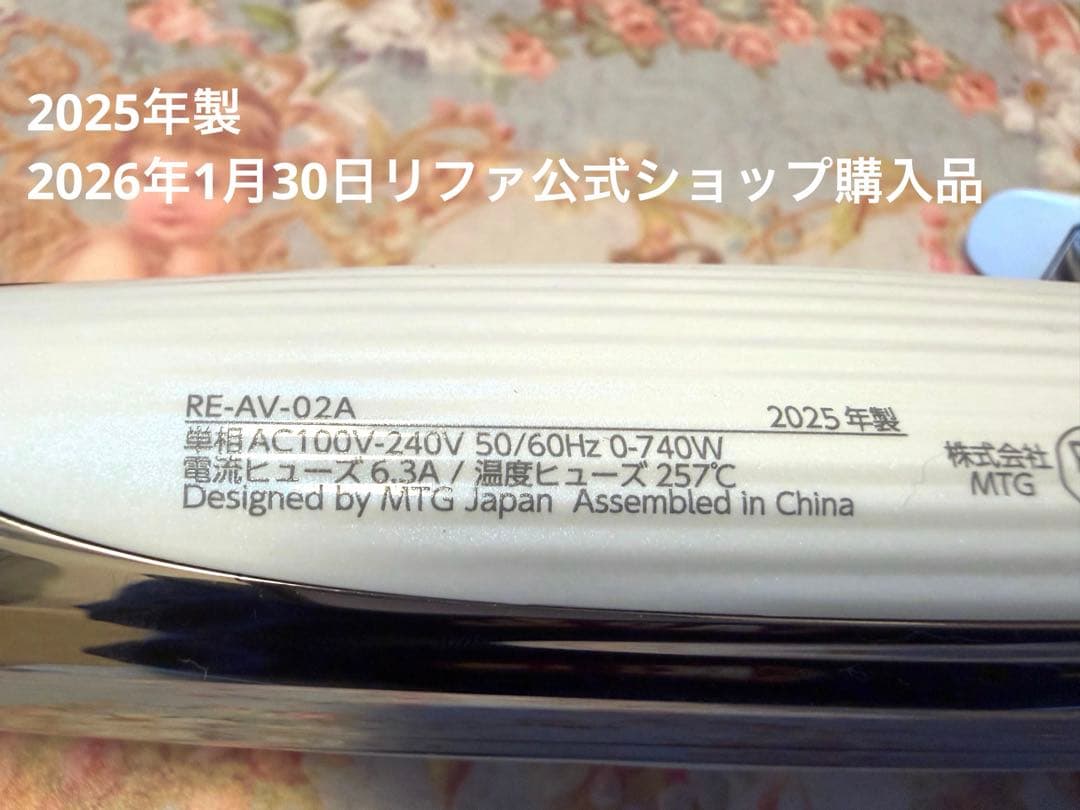 2025年製
2026年1月30日リファ公式ショップ購入品
RE-AV-02A
2025年製
単相AC100V-240V 50/60Hz 0-740W
電流ヒューズ 6.3A / 温度ヒューズ 257℃
Designed by MTG Japan Assembled in China
株式会社
MTG